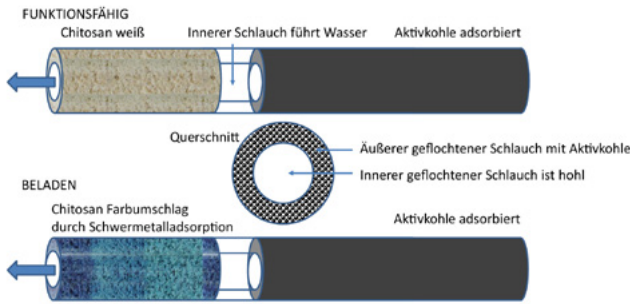 FUNKTIONSFÄHIG
Chitosan weiß
Innerer Schlauch führt Wasser
Aktivkohle adsorbiert
Querschnitt
Äußerer geflochtener Schlauch mit Aktivkohle
Innerer geflochtener Schlauch ist hohl
BELADEN
Chitosan Farbumschlag
durch Schwermetalladsorption
Aktivkohle adsorbiert